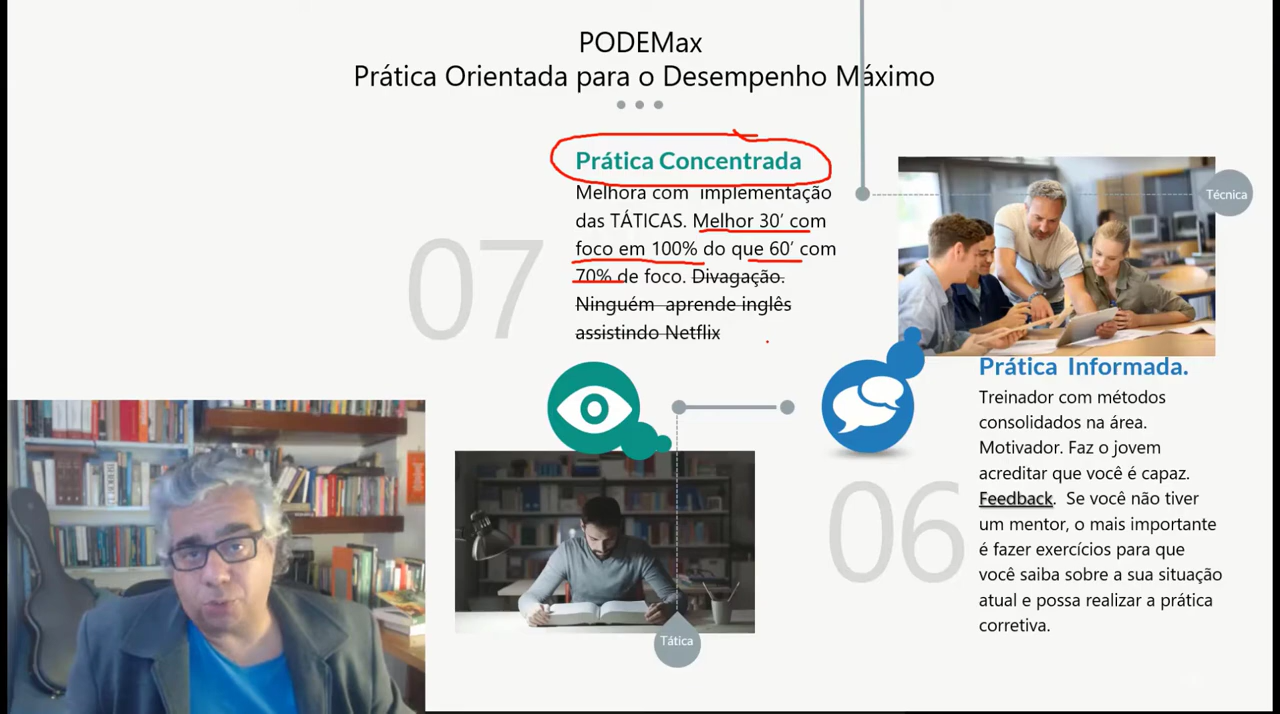 PODEMax
Prática Orientada para o Desempenho Máximo
Prática Concentrada
Melhora com implementação
das TÁTICAS. Melhor 30’ com
foco em 100% do que 60’ com
70% de foco. Divagação.
Ninguém aprende inglês
assistindo Netflix
07
Tática
Técnica
Prática Informada.
Treinador com métodos
consolidados na área.
Motivador. Faz o jovem
acreditar que você é capaz.
Feedback. Se você não tiver
um mentor, o mais importante
é fazer exercícios para que
você saiba sobre a sua situação
atual e possa realizar a prática
corretiva.
06